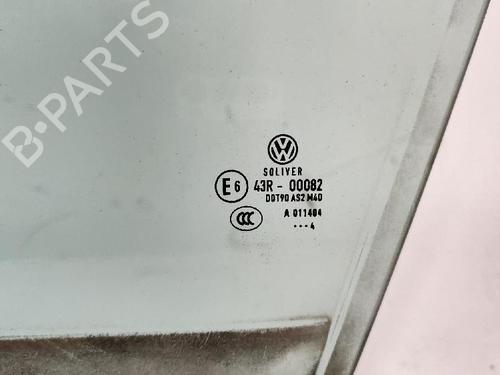 B-PARTS
VW
SOLIVER
E6 43R - 00082
DOT90 AS2 M40
CCC A 011404
···4